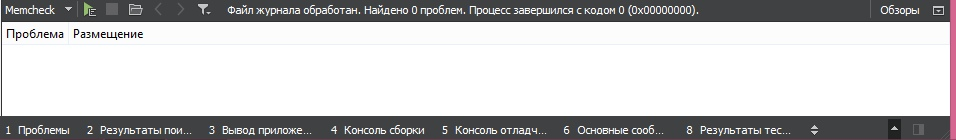 Memcheck Файл журнала обработан. Найдено 0 проблем. Процесс завершился с кодом 0 (0x00000000). Обзоры
Проблема Размещение
1 Проблемы 2 Результаты пои... 3 Вывод приложе... 4 Консоль сборки 5 Консоль отладч... 6 Основные сооб... 8 Результаты тес...